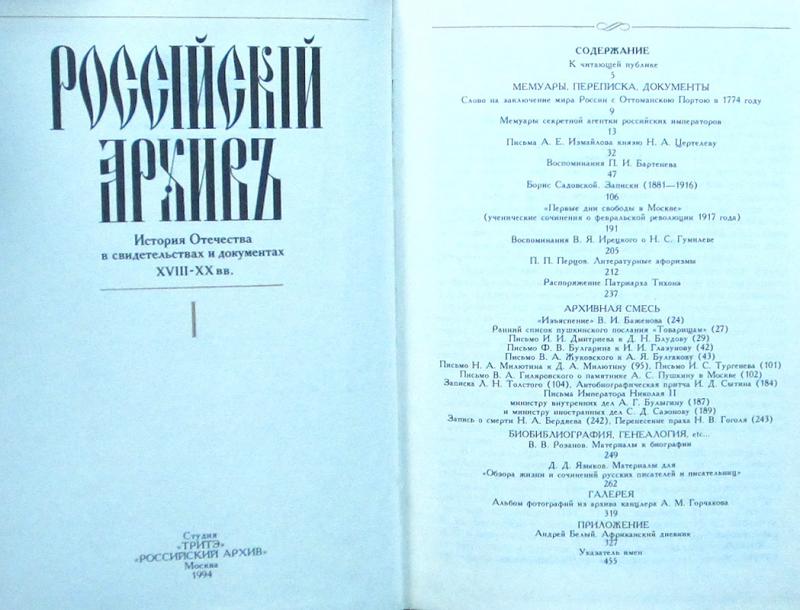 РОССІЙСКІЙ
АРХИВЪ
История Отечества
в свидетельствах и документах
XVIII-XX вв.
I
Студия
«ТРИТЭ»
«РОССИЙСКИЙ АРХИВ»
Москва
1994
СОДЕРЖАНИЕ
К читающей публике
5
МЕМУАРЫ, ПЕРЕПИСКА, ДОКУМЕНТЫ
Слово на заключение мира России с Оттоманскою Портою в 1774 году
9
Мемуары секретной агентки российских императоров
13
Письма А. Е. Измайлова князю Н. А. Цертелеву
32
Воспоминания П. И. Бартенева
47
Борис Садовской. Записки (1881—1916)
106
«Первые дни свободы в Москве»
(ученические сочинения о февральской революции 1917 года)
191
Воспоминания В. Я. Ирецкого о Н. С. Гумилеве
205
П. П. Перцов. Литературные афоризмы
212
Распоряжение Патриарха Тихона
237
АРХИВНАЯ СМЕСЬ
«Изъяснение» В. И. Баженова (24)
Ранний список пушкинского послания «Товарищам» (27)
Письмо И. И. Дмитриева к Д. Н. Блудову (29)
Письмо Ф. В. Булгарина к И. И. Глазунову (42)
Письмо В. А. Жуковского к А. Я. Булгакову (43)
Письмо Н. А. Милютина к Д. А. Милютину (95), Письмо И. С. Тургенева (101)
Письмо В. А. Гиляровского о памятнике А. С. Пушкину в Москве (102)
Записка Л. Н. Толстого (104), Автобиографическая притча И. Д. Сытина (184)
Письма Императора Николая II
министру внутренних дел А. Г. Булыгину (187)
и министру иностранных дел С. Д. Сазонову (189)
Запись о смерти Н. А. Бердяева (242), Перенесение праха Н. В. Гоголя (243)
БИОБИБЛИОГРАФИЯ, ГЕНЕАЛОГИЯ, etc...
В. В. Розанов. Материалы к биографии
249
Д. Д. Языков. Материалы для
«Обзора жизни и сочинений русских писателей и писательниц»
262
ГАЛЕРЕЯ
Альбом фотографий из архива канцлера А. М. Горчакова
319
ПРИЛОЖЕНИЕ
Андрей Белый. Африканский дневник
327
Указатель имен
455